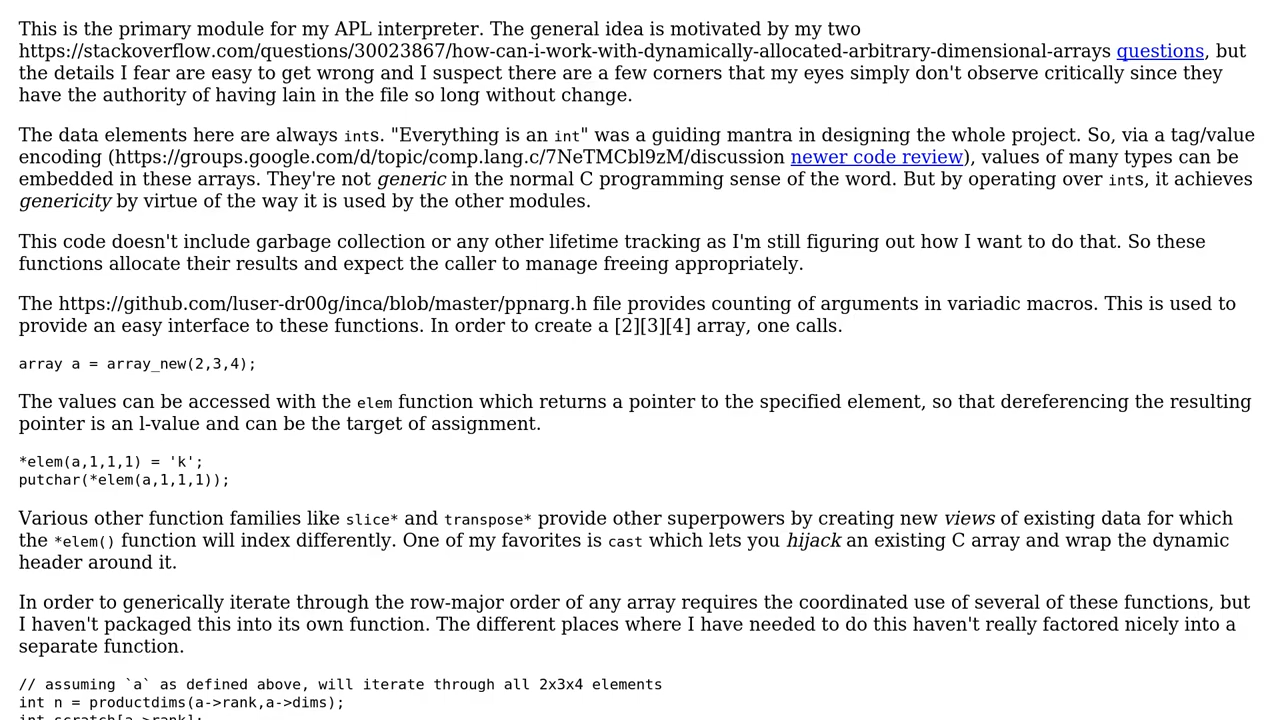 This is the primary module for my APL interpreter. The general idea is motivated by my two
https://stackoverflow.com/questions/30023867/how-can-i-work-with-dynamically-allocated-arbitrary-dimensional-arrays questions, but
the details I fear are easy to get wrong and I suspect there are a few corners that my eyes simply don't observe critically since they
have the authority of having lain in the file so long without change.
The data elements here are always ints. "Everything is an int" was a guiding mantra in designing the whole project. So, via a tag/value
encoding (https://groups.google.com/d/topic/comp.lang.c/7NeTMCbl9zM/discussion newer code review), values of many types can be
embedded in these arrays. They're not generic in the normal C programming sense of the word. But by operating over ints, it achieves
genericity by virtue of the way it is used by the other modules.
This code doesn't include garbage collection or any other lifetime tracking as I'm still figuring out how I want to do that. So these
functions allocate their results and expect the caller to manage freeing appropriately.
The https://github.com/luser-dr00g/inca/blob/master/ppnarg.h file provides counting of arguments in variadic macros. This is used to
provide an easy interface to these functions. In order to create a [2][3][4] array, one calls.
array a = array_new(2,3,4);
The values can be accessed with the elem function which returns a pointer to the specified element, so that dereferencing the resulting
pointer is an l-value and can be the target of assignment.
*elem(a,1,1,1) = 'k';
putchar(*elem(a,1,1,1));
Various other function families like slice* and transpose* provide other superpowers by creating new views of existing data for which
the *elem() function will index differently. One of my favorites is cast which lets you hijack an existing C array and wrap the dynamic
header around it.
In order to generically iterate through the row-major order of any array requires the coordinated use of several of these functions, but
I haven't packaged this into its own function. The different places where I have needed to do this haven't really factored nicely into a
separate function.
// assuming `a` as defined above, will iterate through all 2x3x4 elements
int n = productdims(a->rank,a->dims);
int scratch[a->rank];